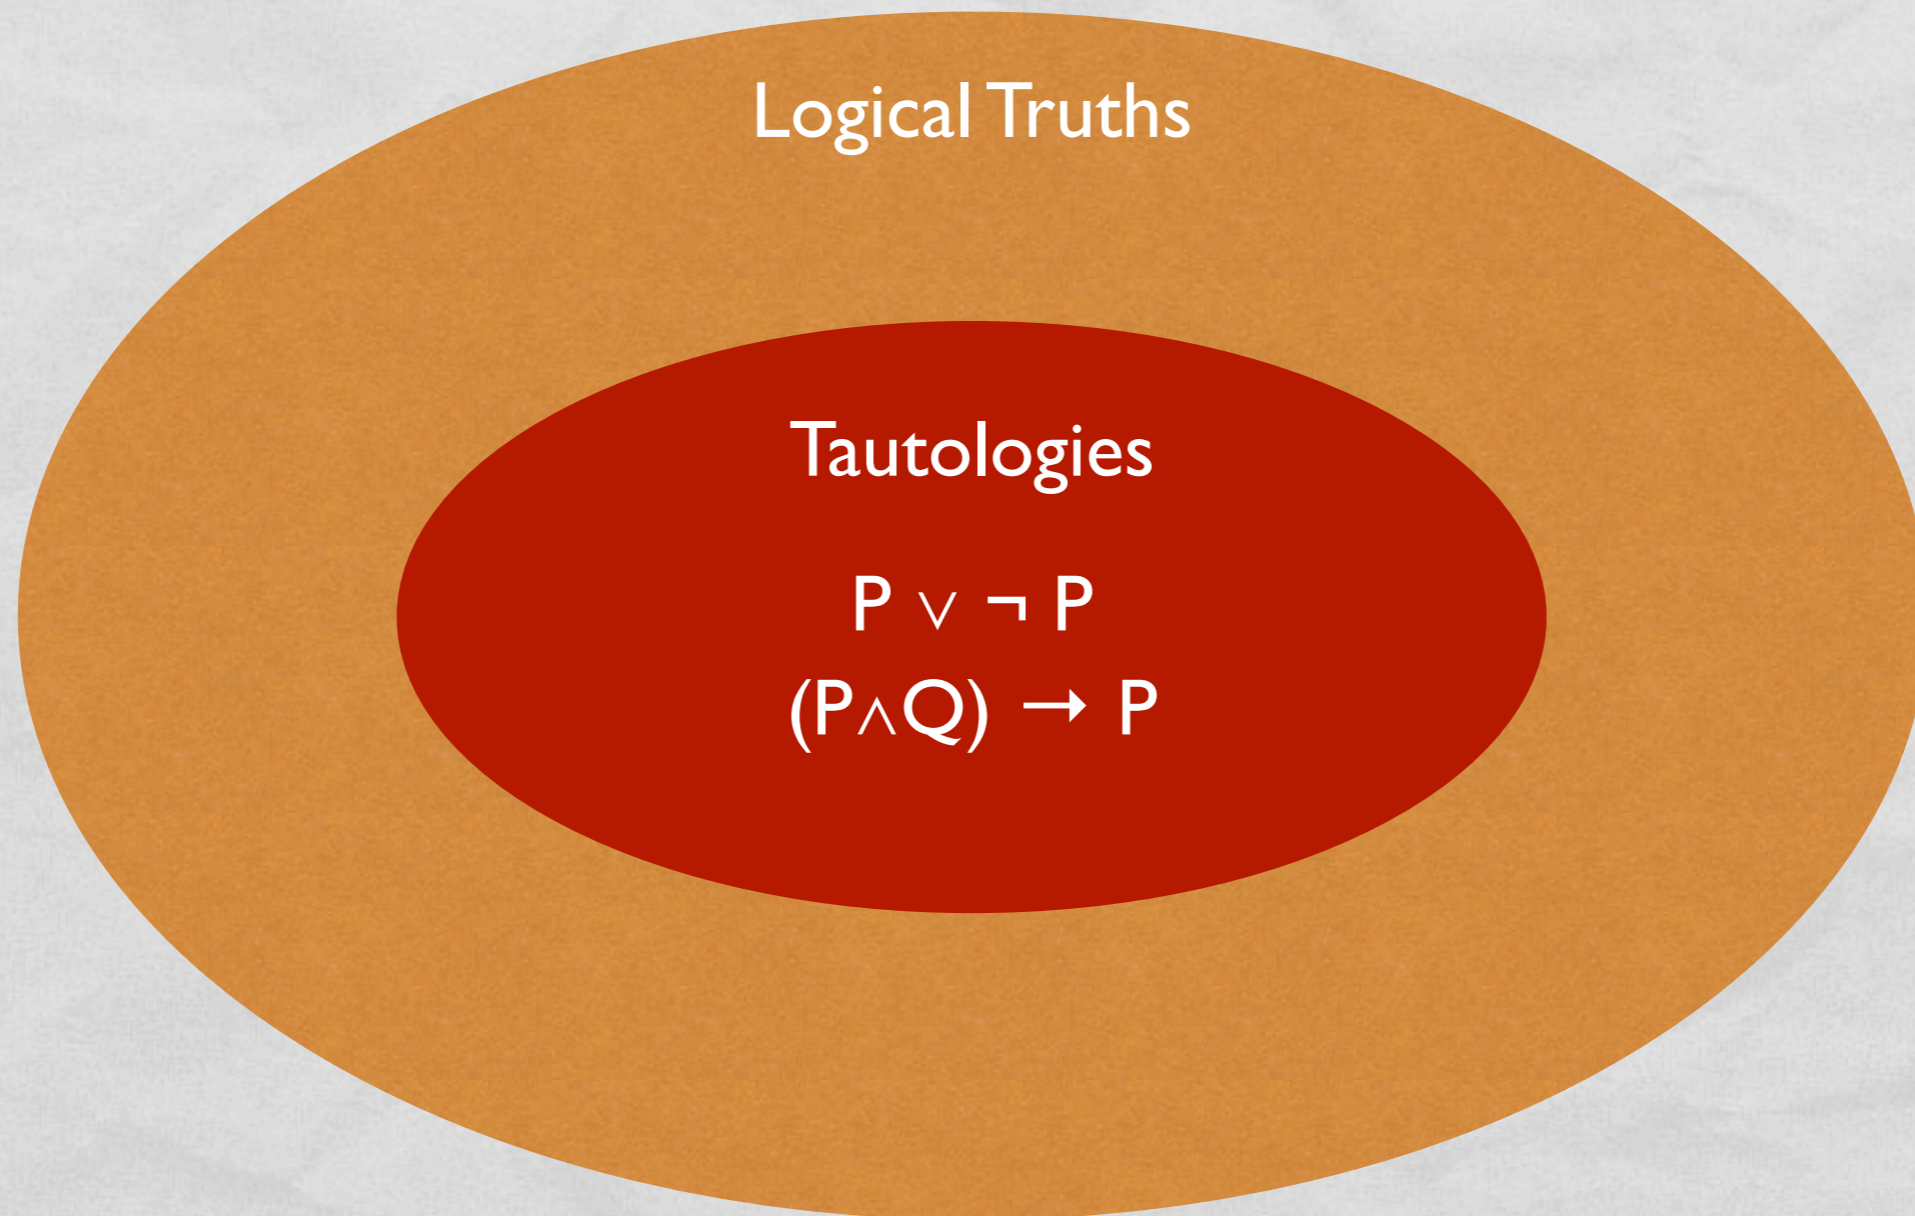 Logical Truths
Tautologies
P ∨ ¬ P
(P∧Q) → P